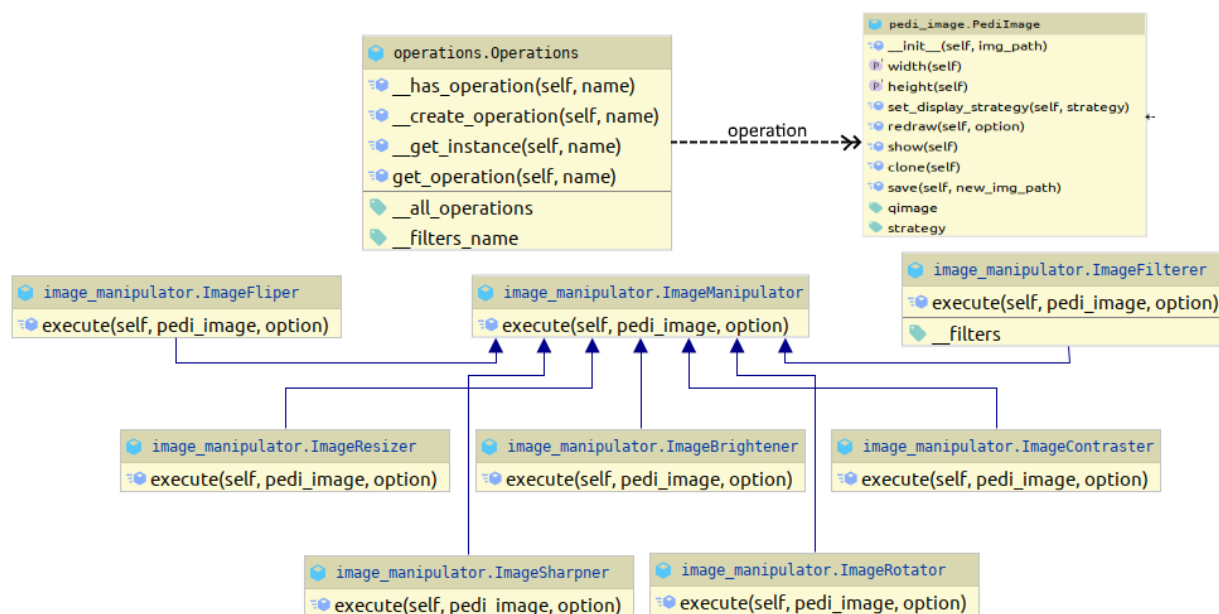 operations.Operations
__has_operation(self, name)
__create_operation(self, name)
__get_instance(self, name)
get_operation(self, name)
__all_operations
__filters_name
operation
pedi_image.PediImage
__init__(self, img_path)
width(self)
height(self)
set_display_strategy(self, strategy)
redraw(self, option)
show(self)
clone(self)
save(self, new_img_path)
qimage
strategy
image_manipulator.ImageFliper
execute(self, pedi_image, option)
image_manipulator.ImageManipulator
execute(self, pedi_image, option)
image_manipulator.ImageFilterer
execute(self, pedi_image, option)
__filters
image_manipulator.ImageResizer
execute(self, pedi_image, option)
image_manipulator.ImageBrightener
execute(self, pedi_image, option)
image_manipulator.ImageContraster
execute(self, pedi_image, option)
image_manipulator.ImageSharpner
execute(self, pedi_image, option)
image_manipulator.ImageRotator
execute(self, pedi_image, option)